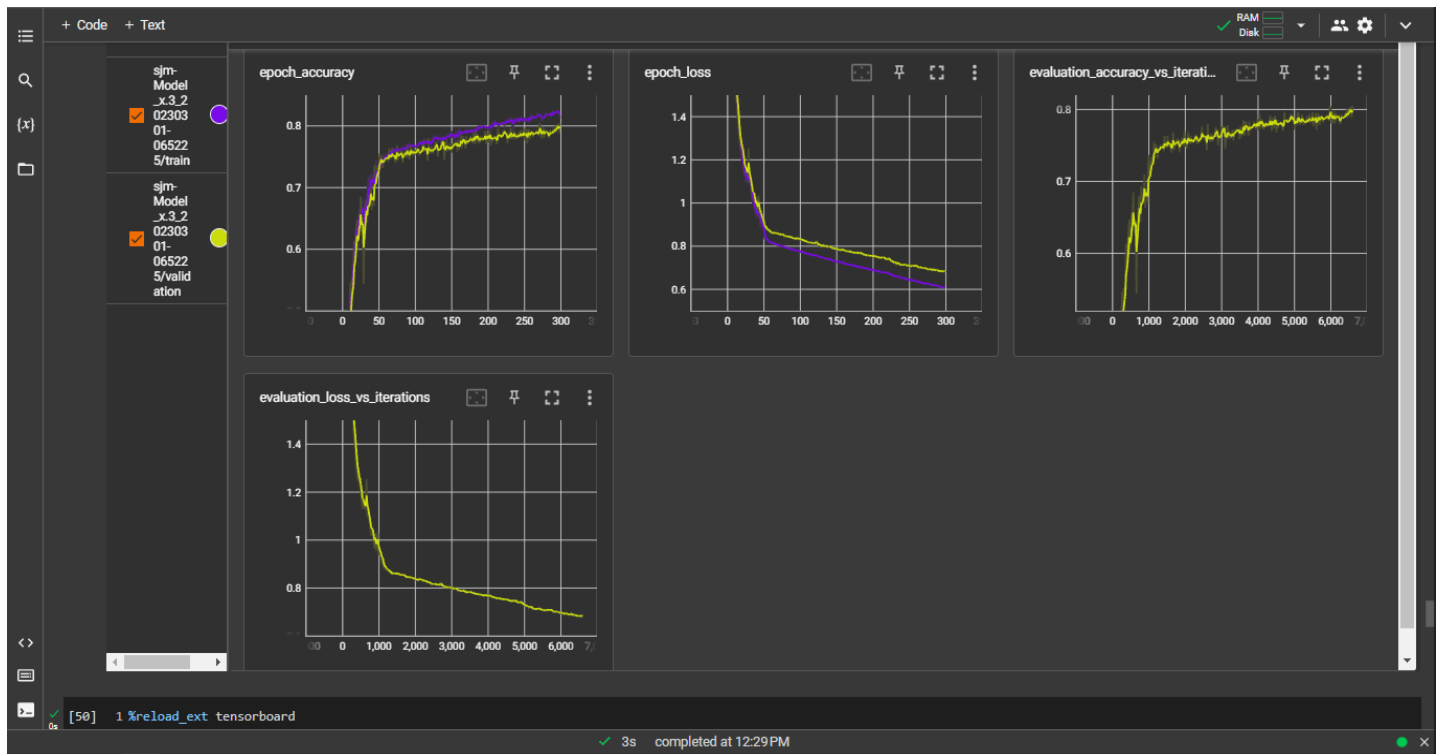 + Code + Text
RAM
Disk
{x}
sjm-
Model
_x.3_2
02303
01-
06522
5/train
sjm-
Model
_x.3_2
02303
01-
06522
5/valid
ation
epoch_accuracy
0.8
0.7
0.6
0 50 100 150 200 250 300
epoch_loss
1.4
1.2
1
0.8
0.6
0 50 100 150 200 250 300
evaluation_accuracy_vs_iterati...
0.8
0.7
0.6
0 1,000 2,000 3,000 4,000 5,000 6,000
evaluation_loss_vs_iterations
1.4
1.2
1
0.8
0 1,000 2,000 3,000 4,000 5,000 6,000
[50] 1 %reload_ext tensorboard
0s
3s completed at 12:29 PM